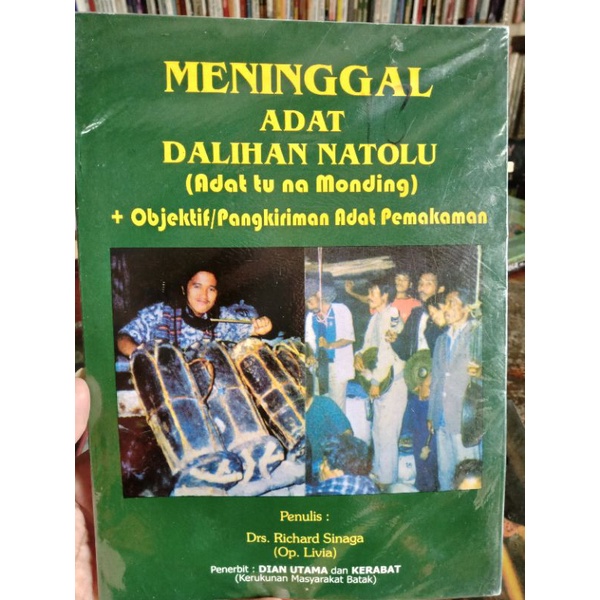 MENINGGAL
ADAT
DALIHAN NATOLU
(Adat tu na Monding)
+ Objektif/Pangkiriman Adat Pemakaman
Penulis :
Drs. Richard Sinaga
(Op. Livia)
Penerbit : DIAN UTAMA dan KERABAT
(Kerukunan Masyarakat Batak)